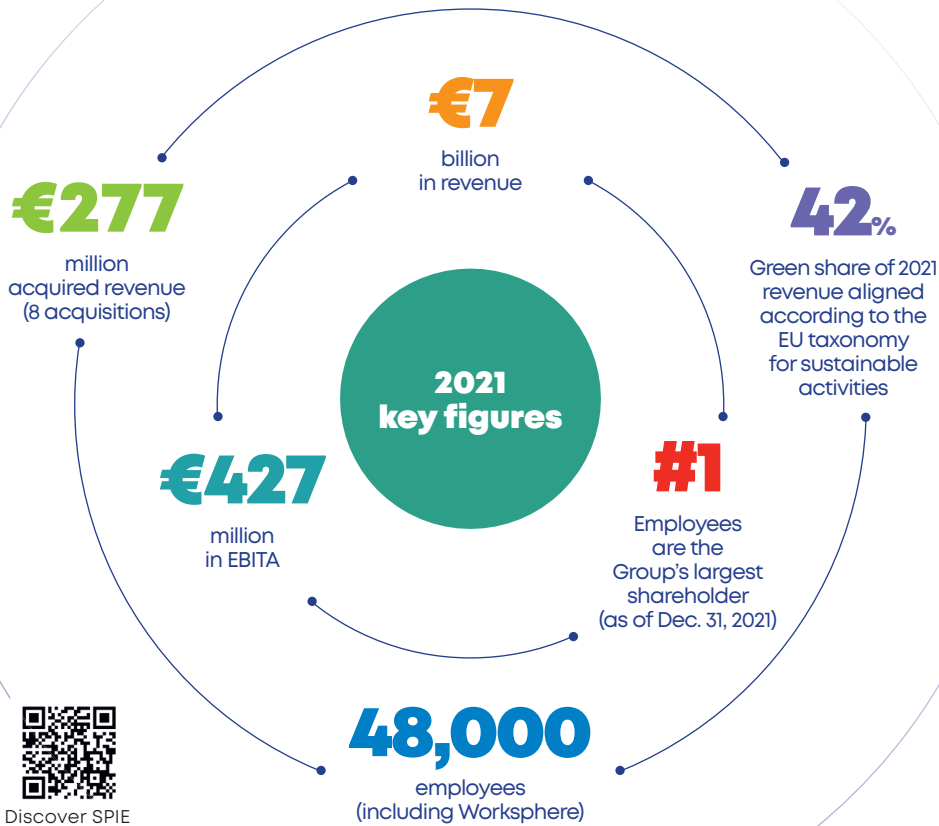 €7
billion
in revenue
€277
million
acquired revenue
(8 acquisitions)
42%
Green share of 2021
revenue aligned
according to the
EU taxonomy
for sustainable
activities
2021
key figures
€427
million
in EBITA
#1
Employees
are the
Group's largest
shareholder
(as of Dec. 31, 2021)
48,000
employees
(including Worksphere)
Discover SPIE